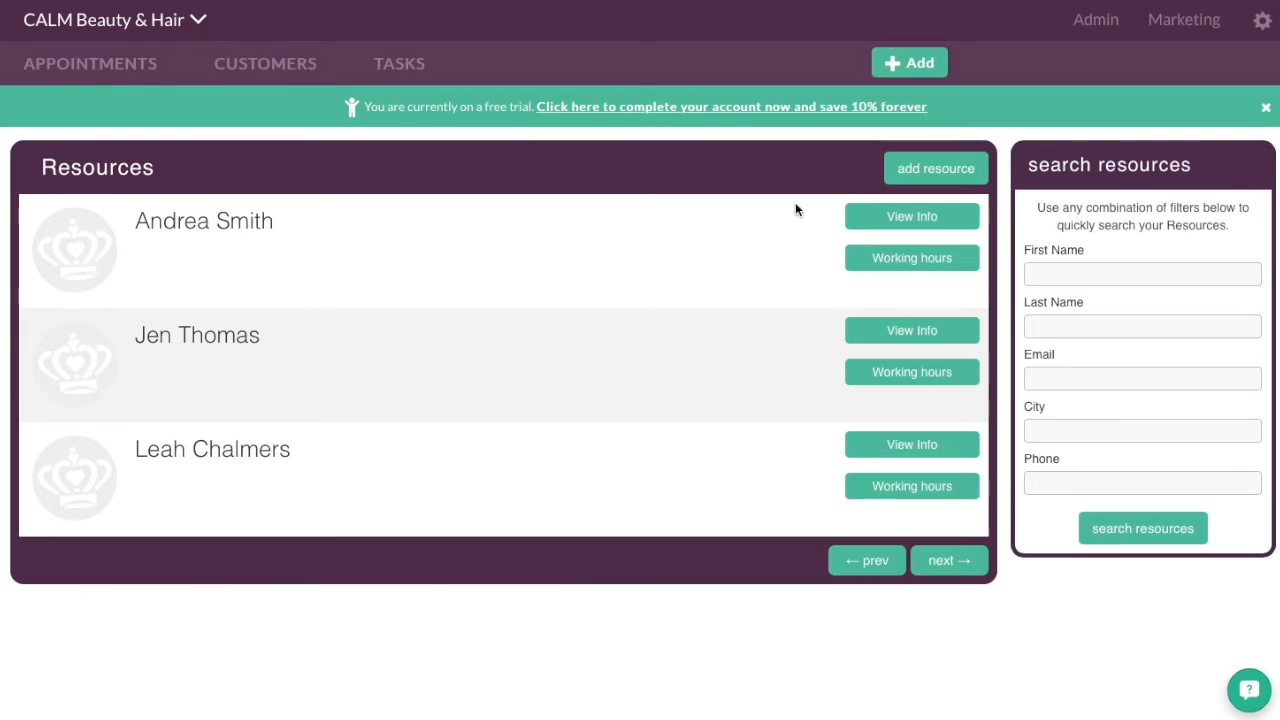 CALM Beauty & Hair
Admin
Marketing
APPOINTMENTS
CUSTOMERS
TASKS
Add
You are currently on a free trial. Click here to complete your account now and save 10% forever
Resources
add resource
Andrea Smith
View Info
Working hours
Jen Thomas
View Info
Working hours
Leah Chalmers
View Info
Working hours
← prev
next →
search resources
Use any combination of filters below to
quickly search your Resources.
First Name
Last Name
Email
City
Phone
search resources